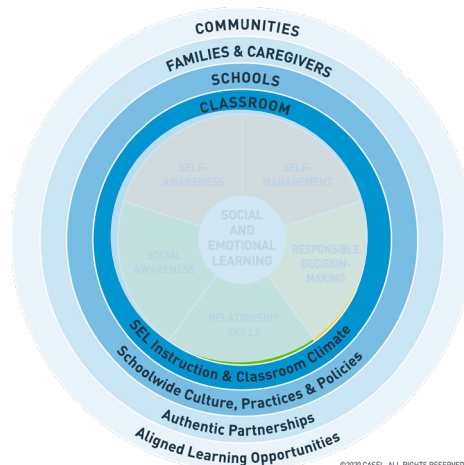 COMMUNITIES
FAMILIES & CAREGIVERS
SCHOOLS
CLASSROOM
SELF-
AWARENESS
SELF-
MANAGEMENT
SOCIAL
AND
EMOTIONAL
LEARNING
SOCIAL
AWARENESS
RESPONSIBLE
DECISION-
MAKING
RELATIONSHIP
SKILLS
SEL Instruction & Classroom Climate
Schoolwide Culture, Practices & Policies
Authentic Partnerships
Aligned Learning Opportunities
©2020 CASEL. ALL RIGHTS RESERVED